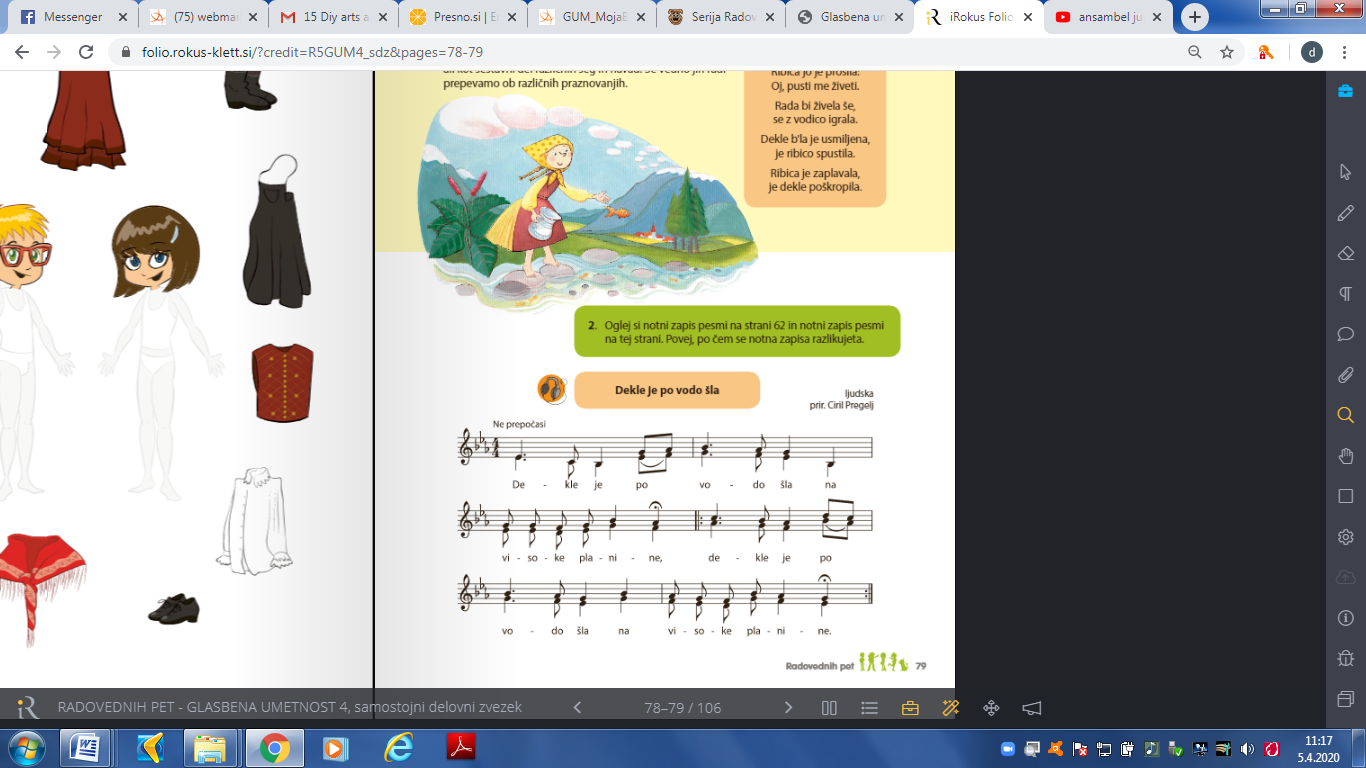 Messenger
(75) webmai
M 15 Diy arts a
Presno.si | E
GUM_MojaB
Serija Radov
Glasbena un
iRokus Folio
ansambel ju
folio.rokus-klett.si/?credit=R5GUM4_sdz&pages=78-79
d
prepevamo ob različnih praznovanjih.
Ribica jo je prosila:
Oj, pusti me živeti.
Rada bi živela še,
se z vodico igrala.
Dekle b'la je usmiljena,
je ribico spustila.
Ribica je zaplavala,
je dekle poškropila.
2. Oglej si notni zapis pesmi na strani 62 in notni zapis pesmi
na tej strani. Povej, po čem se notna zapisa razlikujeta.
Dekle je po vodo šla
ljudska
prir. Ciril Pregelj
Ne prepočasi
4
4
De - kle je po vo - do šla na
vi - so - ke pla - ni - ne, de - kle je po
vo - do šla na vi - so - ke pla - ni - ne.
Radovednih pet 79
iR RADOVEDNIH PET - GLASBENA UMETNOST 4, samostojni delovni zvezek
78–79 / 106
11:17
5.4.2020